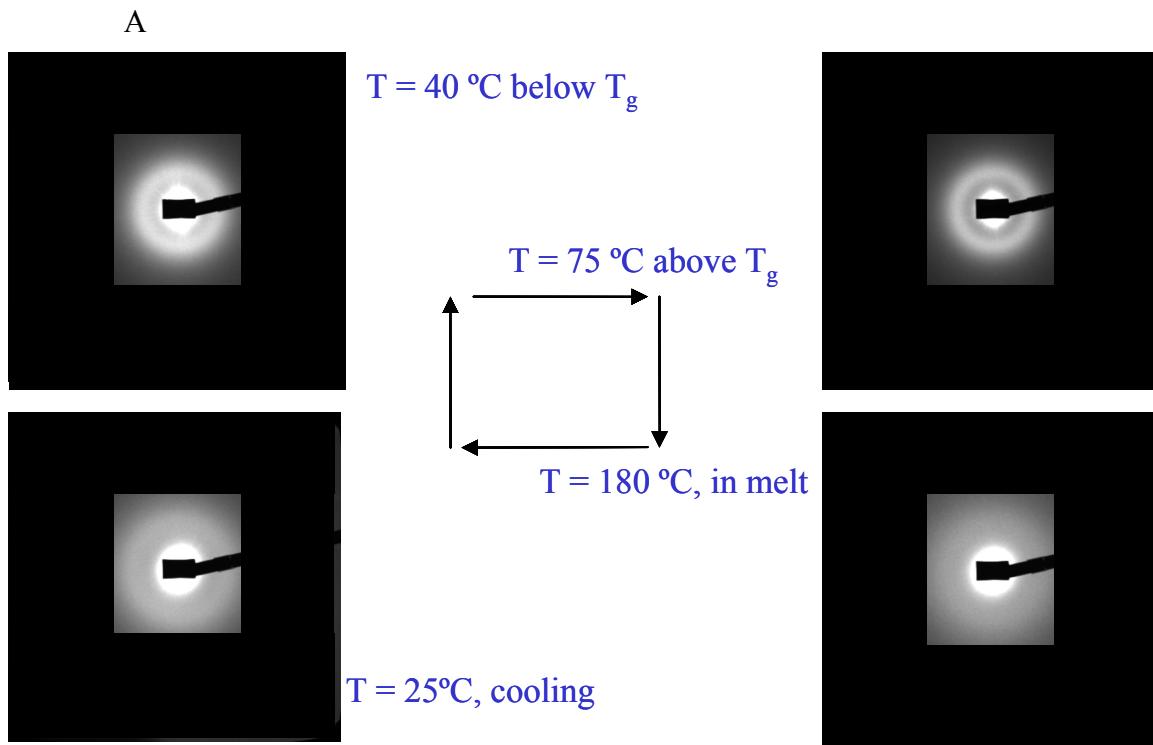 A
T = 40 ºC below Tg
T = 75 ºC above Tg
T = 180 ºC, in melt
T = 25ºC, cooling